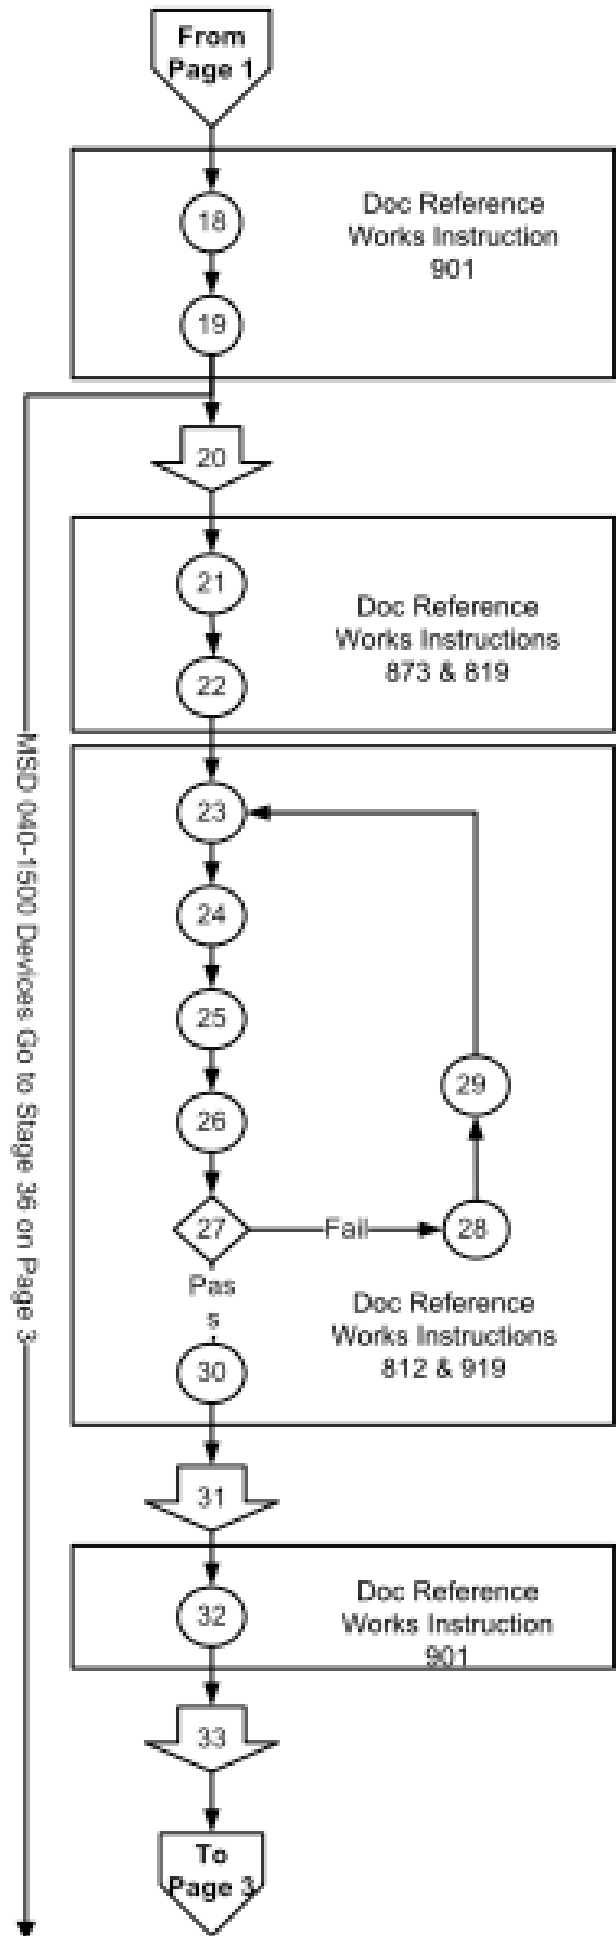 From
Page 1
18
Doc Reference
Works Instruction
901
19
20
21
Doc Reference
Works Instructions
873 & 819
22
23
24
25
29
26
27
Fail
28
Pas
s
Doc Reference
Works Instructions
812 & 919
30
31
32
Doc Reference
Works Instruction
901
33
To
Page 3
MSD 040-1500 Devices Go to Stage 36 on Page 3